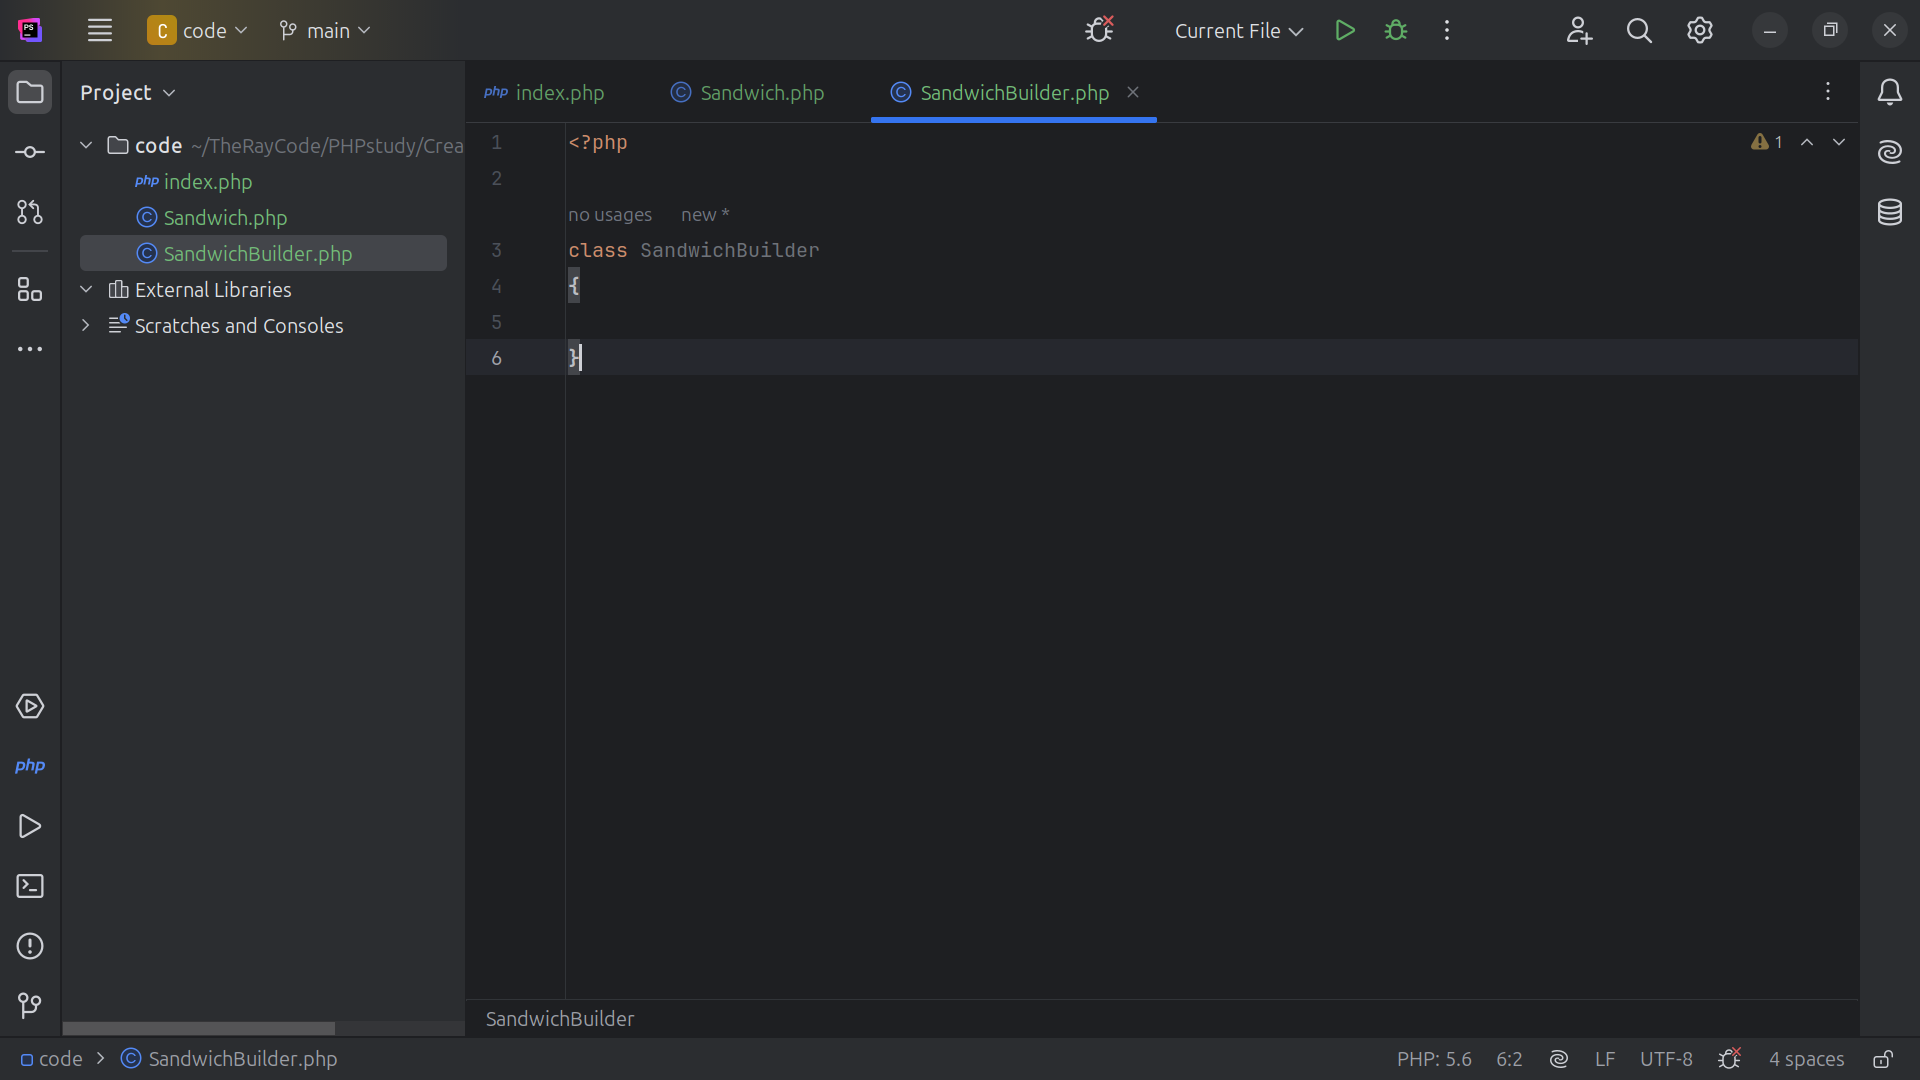 PS
C code main Current File
Project
code ~/TheRayCode/PHPstudy/Crea
php index.php
C Sandwich.php
C SandwichBuilder.php
External Libraries
Scratches and Consoles
php
php index.php C Sandwich.php C SandwichBuilder.php
1 <?php
1
2
no usages new *
3 class SandwichBuilder
4 {
5
6 }
SandwichBuilder
code > C SandwichBuilder.php PHP: 5.6 6:2 LF UTF-8 4 spaces